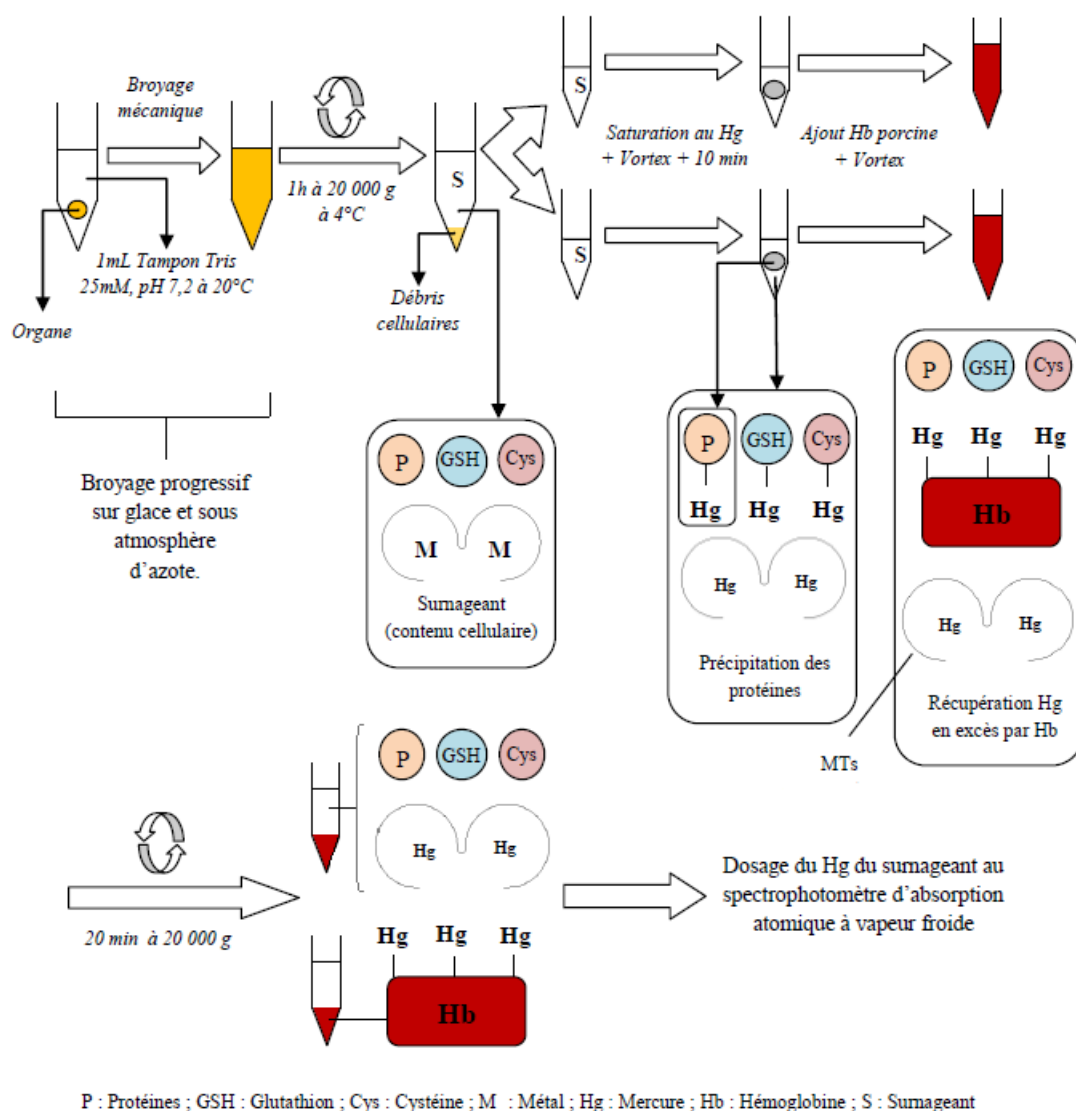 Broyage
mécanique
1h à 20 000 g
à 4°C
S
S
Saturation au Hg
+ Vortex + 10 min
Ajout Hb porcine
+ Vortex
S
1mL Tampon Tris
25mM, pH 7,2 à 20°C
Organe
Débris
cellulaires
Broyage progressif
sur glace et sous
atmosphère
d'azote.
P GSH Cys
M M
Surnageant
(contenu cellulaire)
P GSH Cys
Hg Hg Hg
Hg Hg
Précipitation des
protéines
P GSH Cys
Hg Hg Hg
Hb
Hg Hg
Récupération Hg
en excès par Hb
MTs
20 min à 20 000 g
P GSH Cys
Hg Hg
Hg Hg Hg
Hb
Dosage du Hg du surnageant au
spectrophotomètre d'absorption
atomique à vapeur froide
P : Protéines ; GSH : Glutathion ; Cys : Cystéine ; M : Métal ; Hg : Mercure ; Hb : Hémoglobine ; S : Surnageant